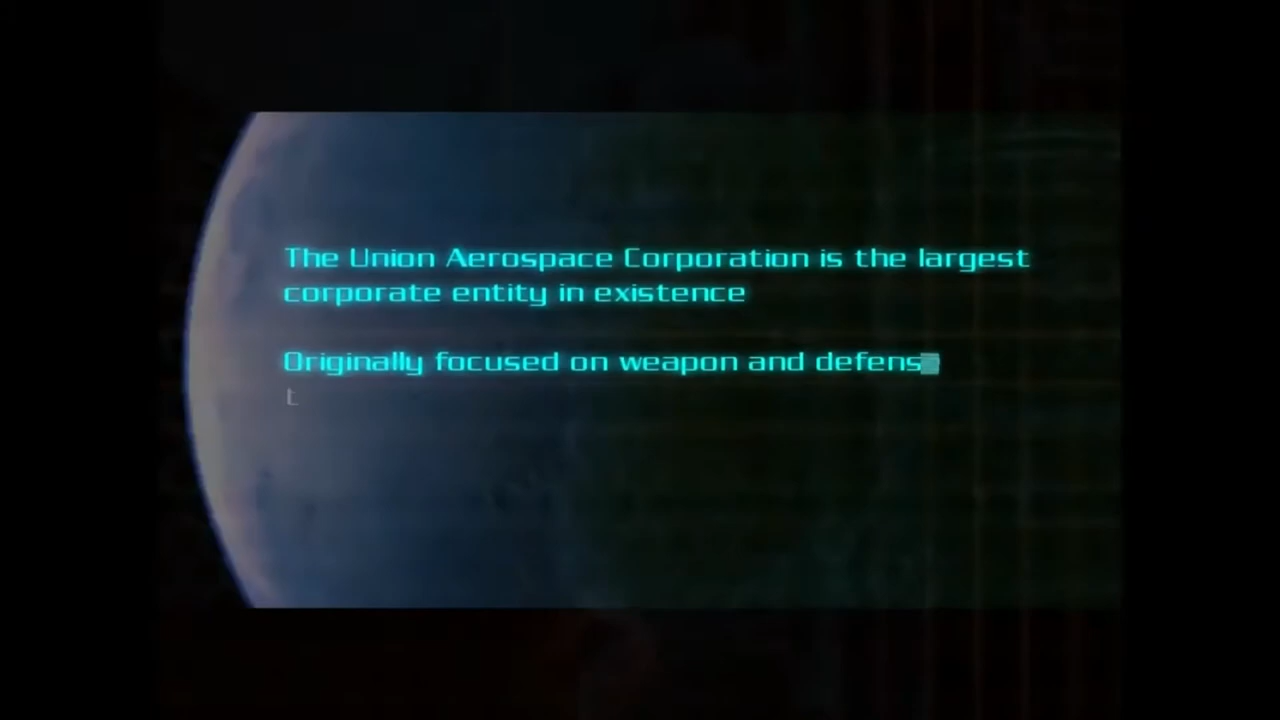 The Union Aerospace Corporation is the largest
corporate entity in existence
Originally focused on weapon and defens
t